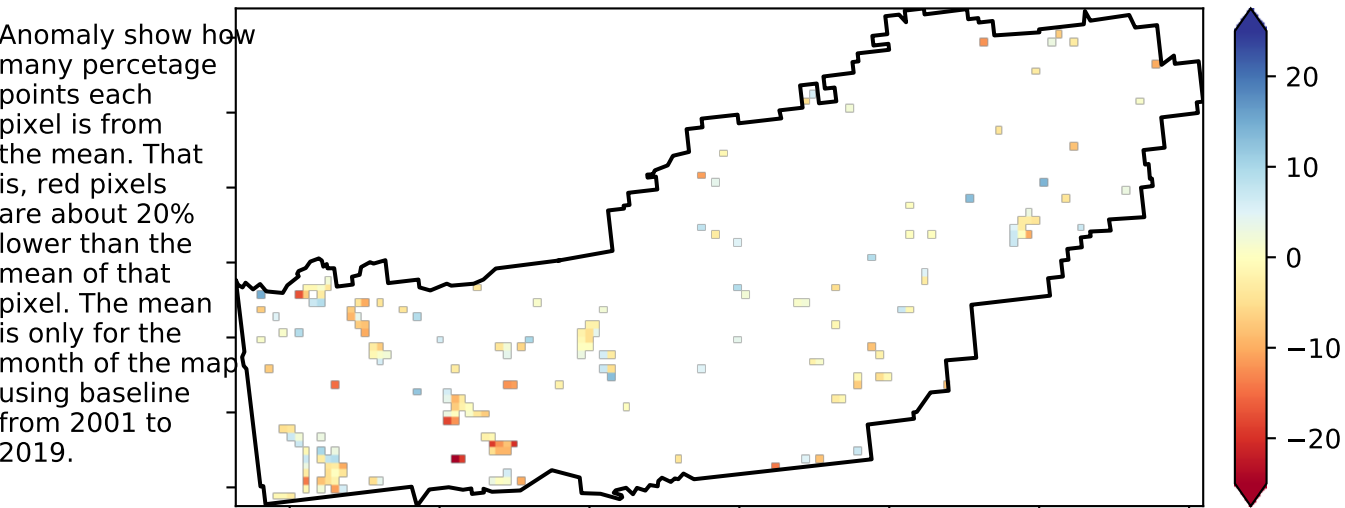 Anomaly show how
many percetage
points each
pixel is from
the mean. That
is, red pixels
are about 20%
lower than the
mean of that
pixel. The mean
is only for the
month of the map
using baseline
from 2001 to
2019.
20
10
0
−10
−20